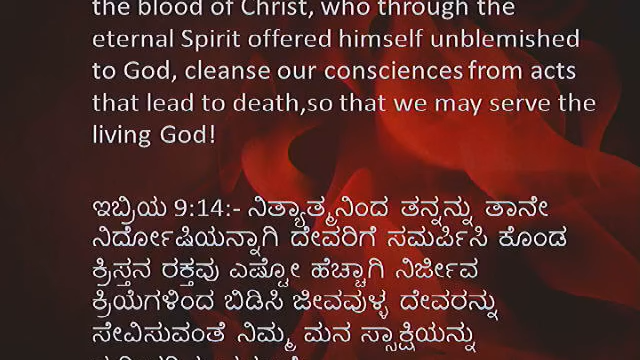 the blood of Christ, who through the
eternal Spirit offered himself unblemished
to God, cleanse our consciences from acts
that lead to death,so that we may serve the
living God!
ಇಬ್ರಿಯ 9:14:- ನಿತ್ಯಾತ್ಮನಿಂದ ತನ್ನನ್ನು ತಾನೇ
ನಿರ್ದೋಷಿಯನ್ನಾಗಿ ದೇವರಿಗೆ ಸಮರ್ಪಿಸಿ ಕೊಂಡ
ಕ್ರಿಸ್ತನ ರಕ್ತವು ಎಷ್ಟೋ ಹೆಚ್ಚಾಗಿ ನಿರ್ಜೀವ
ಕ್ರಿಯೆಗಳಿಂದ ಬಿಡಿಸಿ ಜೀವವುಳ್ಳ ದೇವರನ್ನು
ಸೇವಿಸುವಂತೆ ನಿಮ್ಮ ಮನ ಸ್ಸಾಕ್ಷಿಯನ್ನು